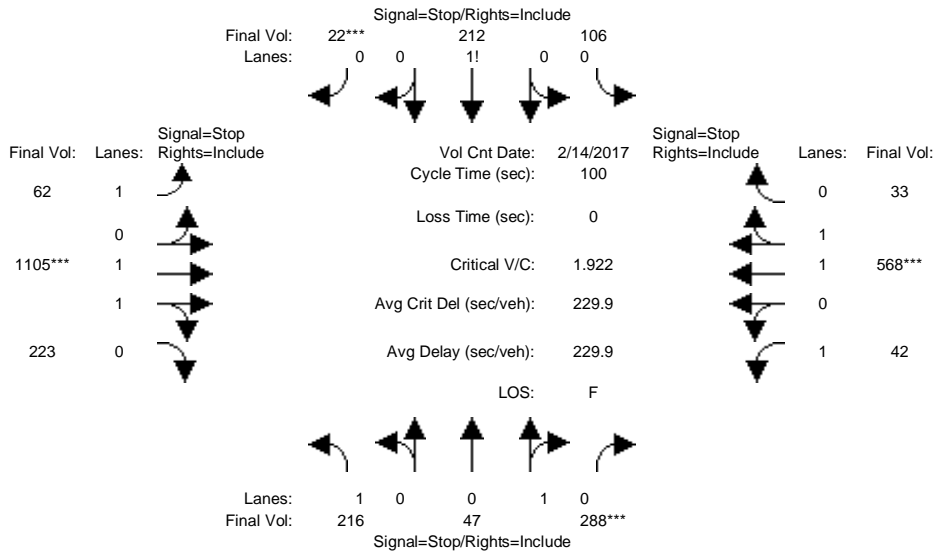 Signal=Stop/Rights=Include
Final Vol: 22*** 212 106
Lanes: 0 0 1! 0 0
Signal=Stop Signal=Stop
Final Vol: Lanes: Rights=Include Vol Cnt Date: 2/14/2017 Rights=Include Lanes: Final Vol:
Cycle Time (sec): 100
62 1 0 33
Loss Time (sec): 0
0 1
1105*** 1 Critical V/C: 1.922 1 568***
1 Avg Crit Del (sec/veh): 229.9 0
223 0 Avg Delay (sec/veh): 229.9 1 42
LOS: F
Lanes: 1 0 0 1 0
Final Vol: 216 47 288***
Signal=Stop/Rights=Include